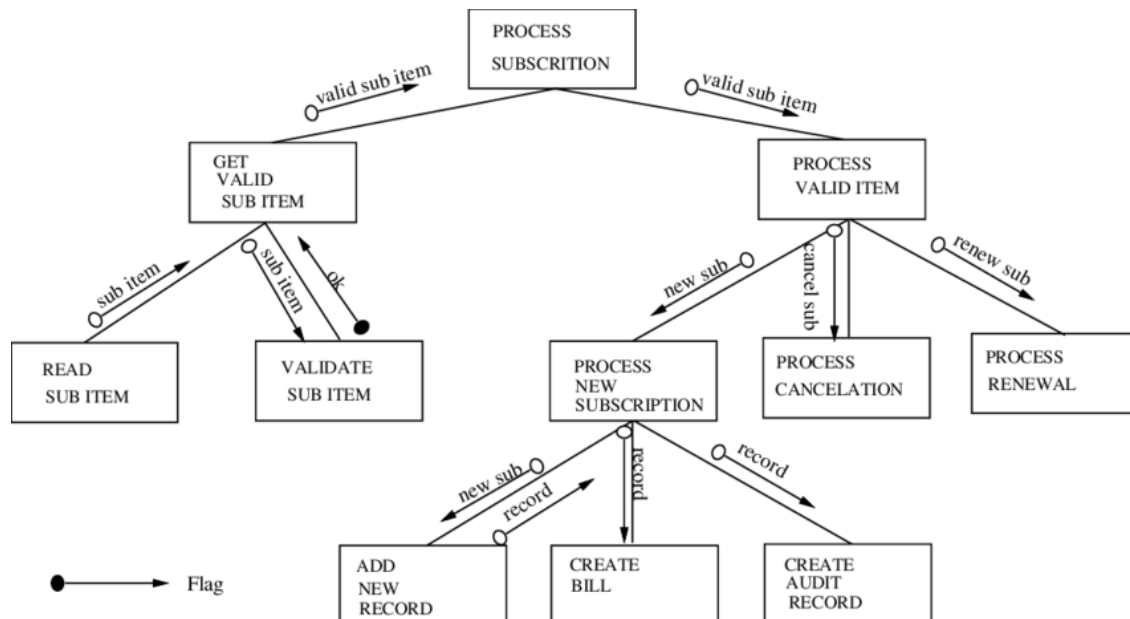 PROCESS
SUBSCRITION
valid sub item
valid sub item
GET
VALID
SUB ITEM
PROCESS
VALID ITEM
sub item
sub item
ok
new sub
cancel sub
renew sub
READ
SUB ITEM
VALIDATE
SUB ITEM
PROCESS
NEW
SUBSCRIPTION
PROCESS
CANCELATION
PROCESS
RENEWAL
new sub
record
record
record
ADD
NEW
RECORD
CREATE
BILL
CREATE
AUDIT
RECORD
Flag